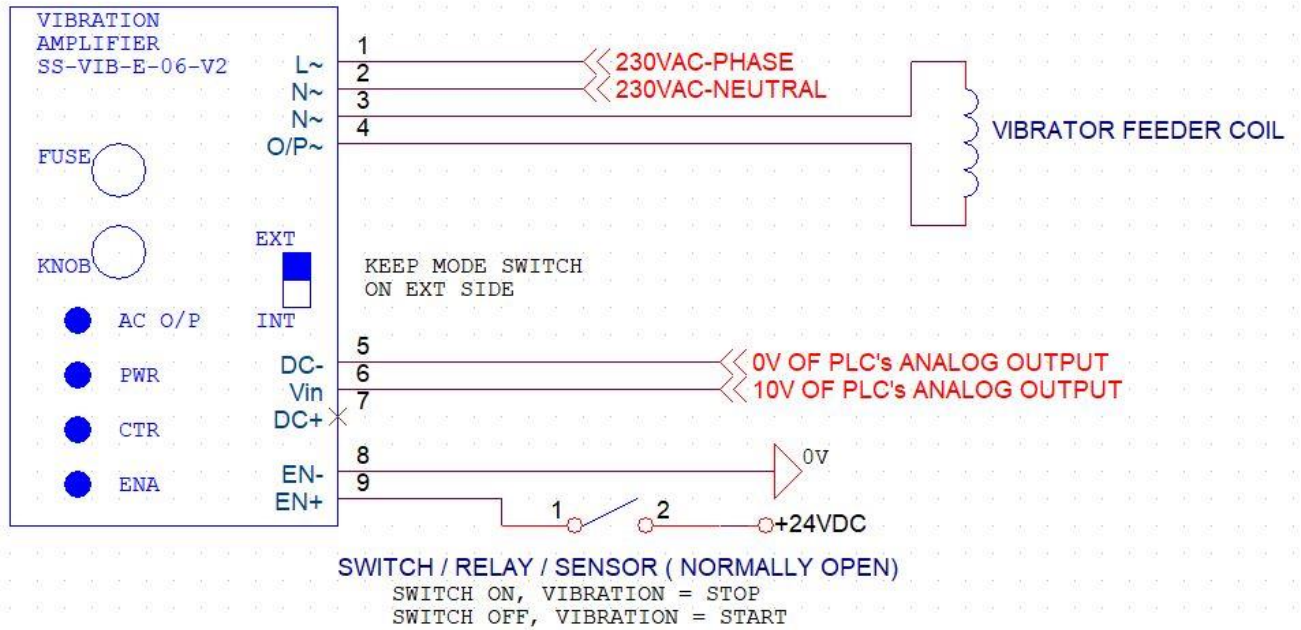 VIBRATION
AMPLIFIER
SS-VIB-E-06-V2
L~
1
230VAC-PHASE
N~
2
230VAC-NEUTRAL
N~
3
O/P~
4
VIBRATOR FEEDER COIL
FUSE
KNOB
EXT
INT
KEEP MODE SWITCH
ON EXT SIDE
AC O/P
PWR
CTR
ENA
DC-
5
0V OF PLC's ANALOG OUTPUT
Vin
6
10V OF PLC's ANALOG OUTPUT
DC+
7
EN-
8
0V
EN+
9
1
2
+24VDC
SWITCH / RELAY / SENSOR ( NORMALLY OPEN)
SWITCH ON, VIBRATION = STOP
SWITCH OFF, VIBRATION = START